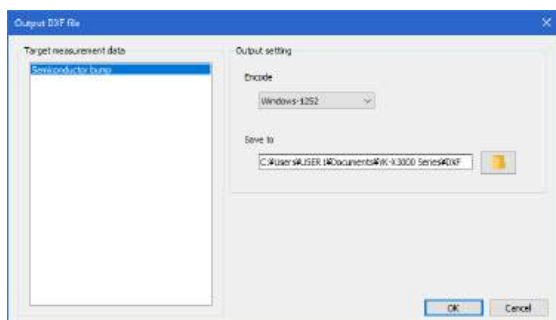 Output DXF file
Target measurement data
Semiconductor bump
Output setting
Encode
Windows-1252
Save to
C:¥Users¥USER1¥Documents¥VK-X3000 Series¥DXF
OK
Cancel